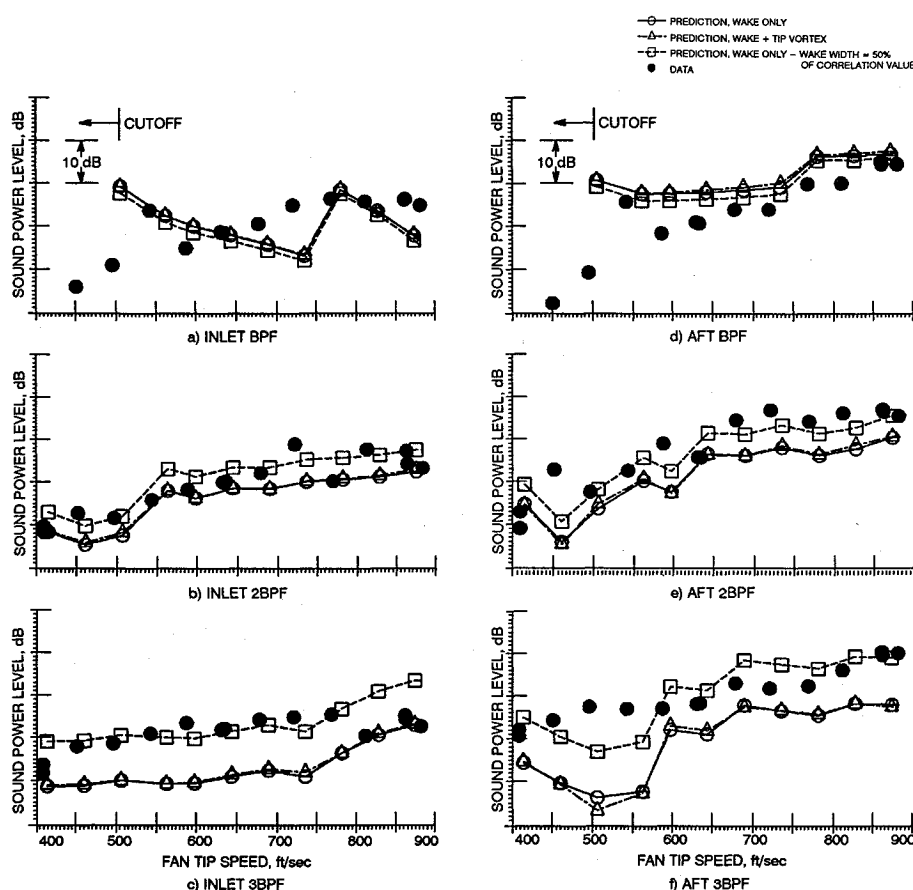 PREDICTION, WAKE ONLY
PREDICTION, WAKE + TIP VORTEX
PREDICTION, WAKE ONLY – WAKE WIDTH = 50%
OF CORRELATION VALUE
DATA
SOUND POWER LEVEL, dB
CUTOFF
10 dB
a) INLET BPF
SOUND POWER LEVEL, dB
CUTOFF
10 dB
d) AFT BPF
SOUND POWER LEVEL, dB
b) INLET 2BPF
SOUND POWER LEVEL, dB
e) AFT 2BPF
SOUND POWER LEVEL, dB
400 500 600 700 800 900
FAN TIP SPEED, ft/sec
c) INLET 3BPF
SOUND POWER LEVEL, dB
400 500 600 700 800 900
FAN TIP SPEED, ft/sec
f) AFT 3BPF